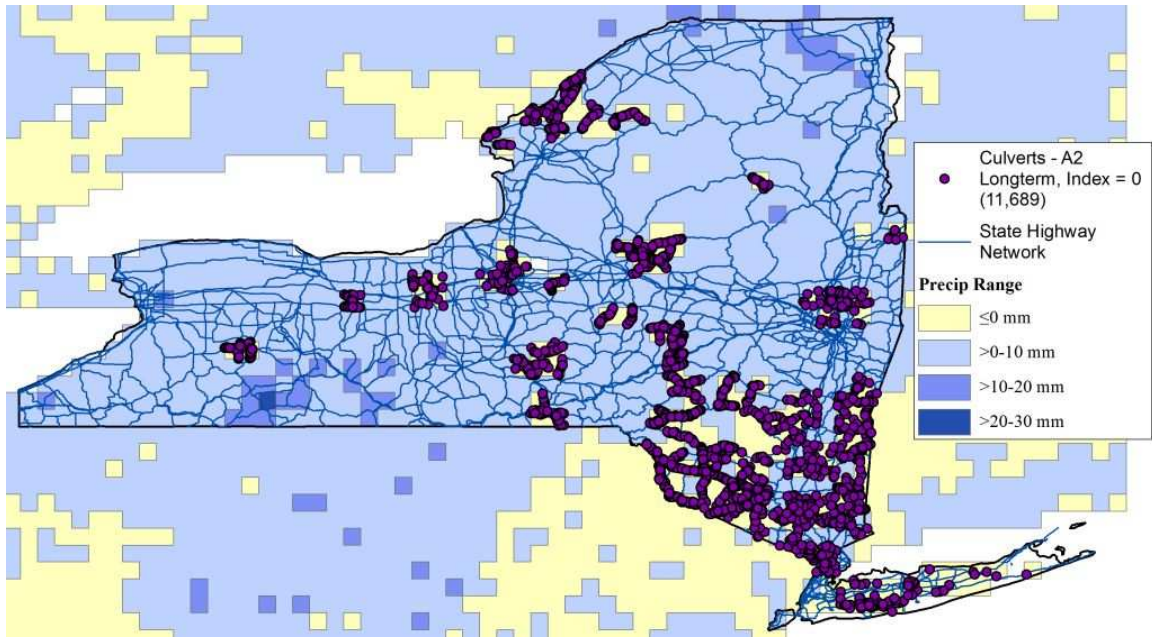 Culverts - A2
Longterm, Index = 0
(11,689)
State Highway
Network
Precip Range
≤0 mm
>0-10 mm
>10-20 mm
>20-30 mm